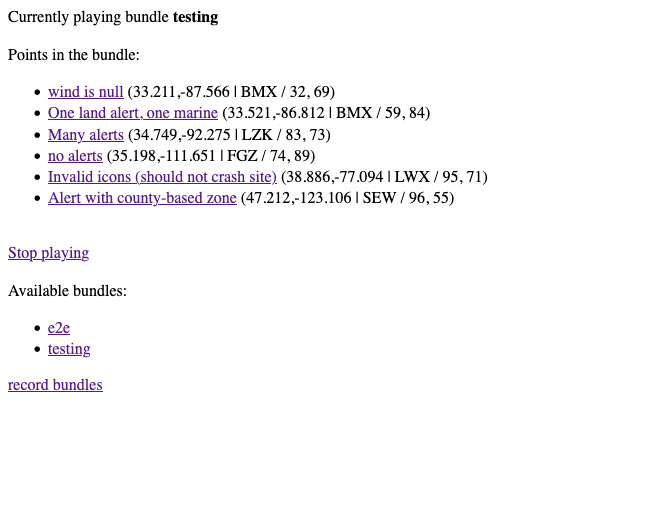 Currently playing bundle testing
Points in the bundle:
wind is null (33.211,-87.566 | BMX / 32, 69)
One land alert, one marine (33.521,-86.812 | BMX / 59, 84)
Many alerts (34.749,-92.275 | LZK / 83, 73)
no alerts (35.198,-111.651 | FGZ / 74, 89)
Invalid icons (should not crash site) (38.886,-77.094 | LWX / 95, 71)
Alert with county-based zone (47.212,-123.106 | SEW / 96, 55)
Stop playing
Available bundles:
e2e
testing
record bundles